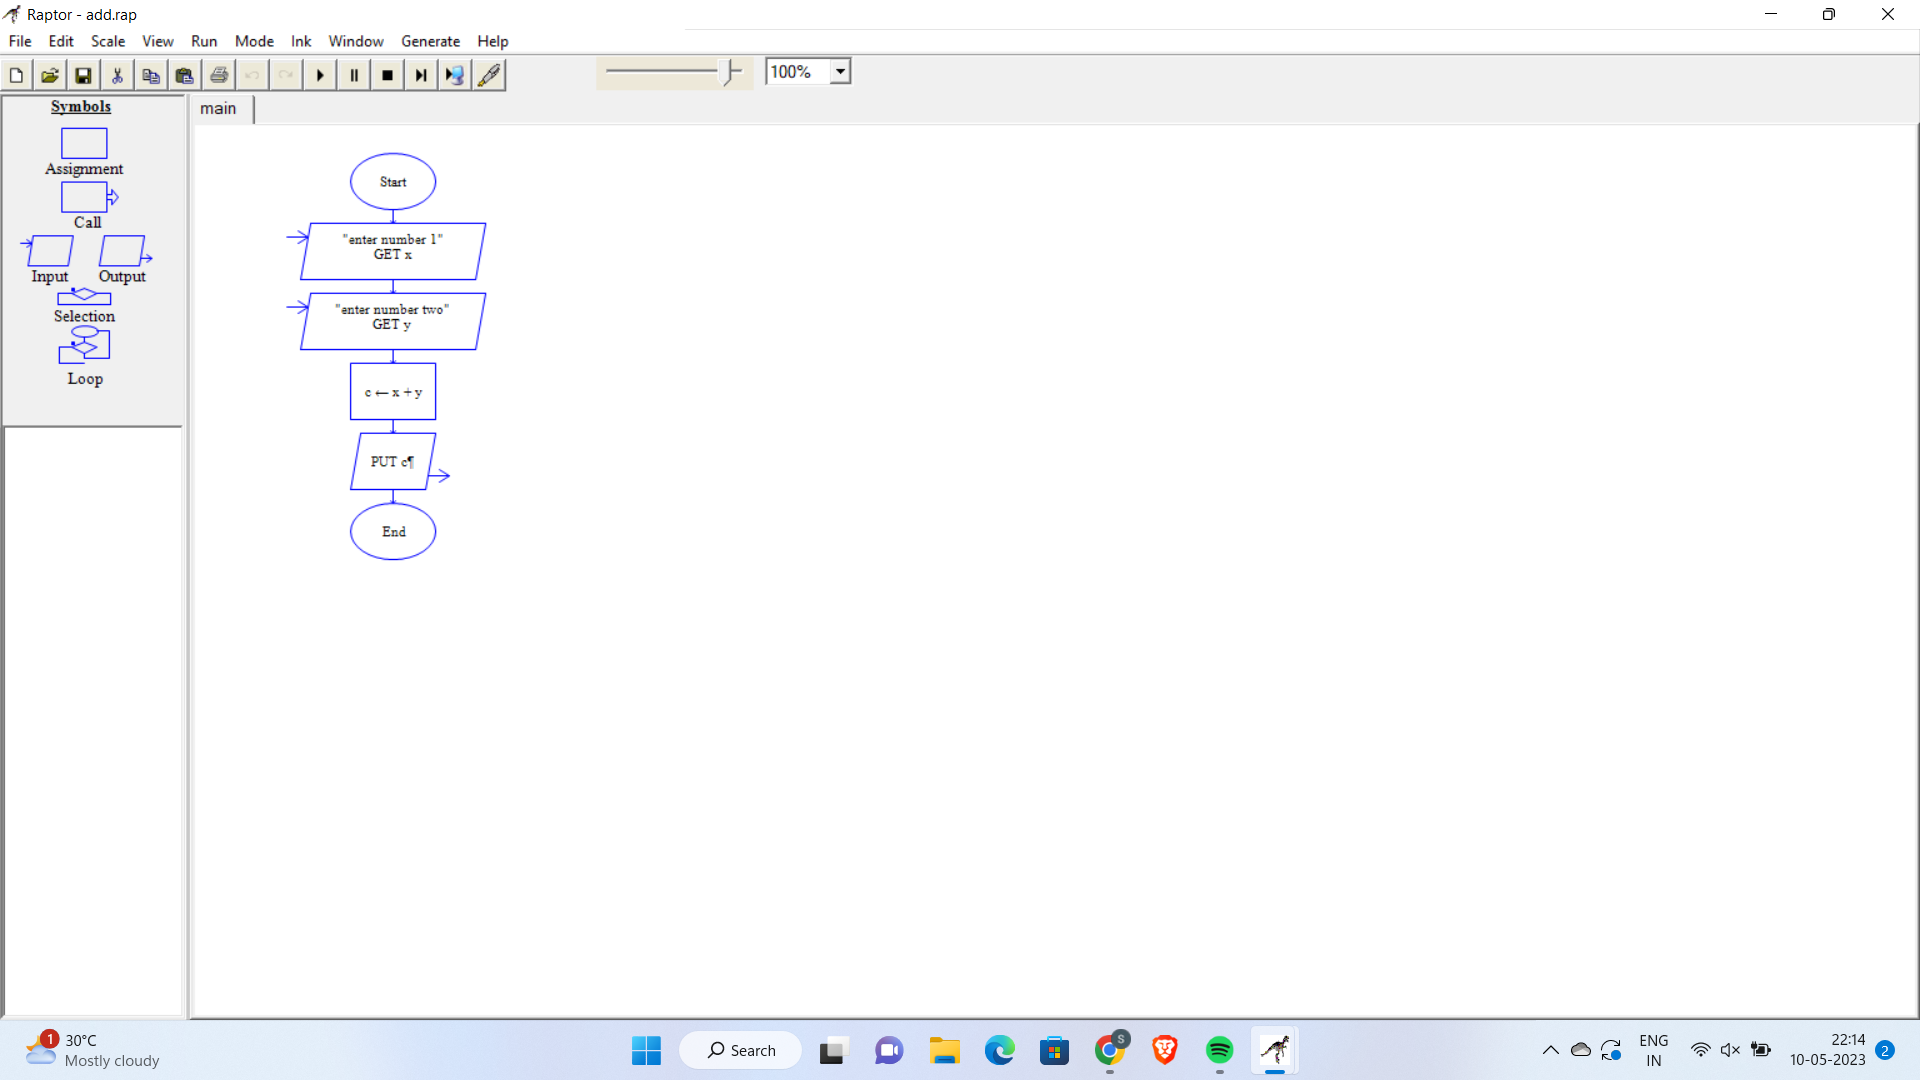 Raptor - add.rap
File Edit Scale View Run Mode Ink Window Generate Help
100%
Symbols
Assignment
Call
Input Output
Selection
Loop
main
Start
"enter number 1"
GET x
"enter number two"
GET y
c ← x + y
PUT c¶
End
1
30°C
Mostly cloudy
Search
S
ENG
IN
22:14
10-05-2023
2